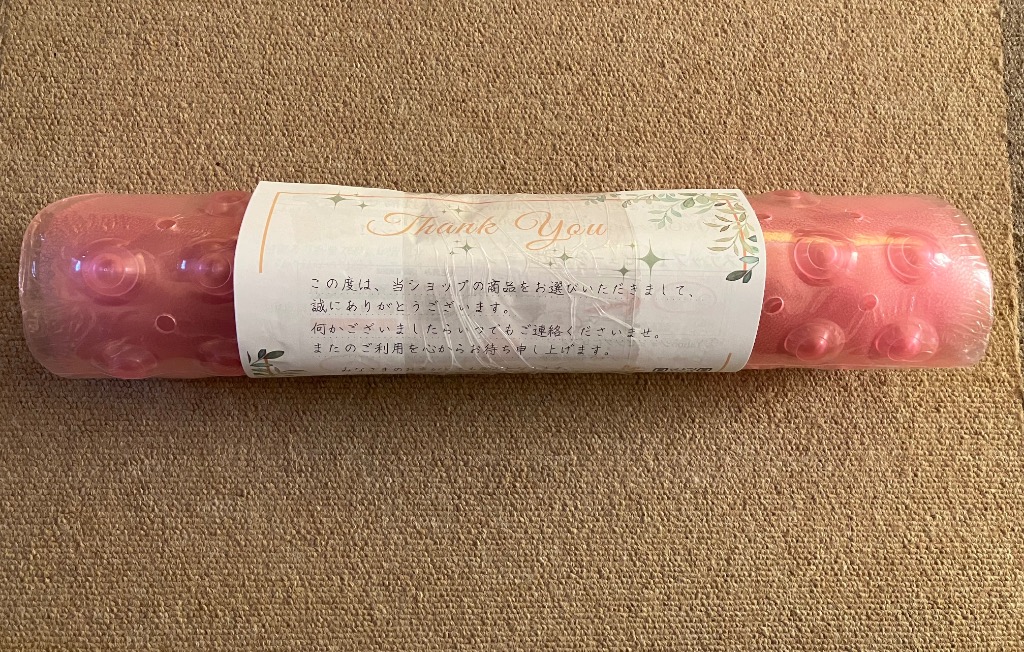 Thank You
この度は、当ショップの商品をお選びいただきまして、
誠にありがとうございます。
何かございましたらいつでもご連絡くださいませ。
またのご利用を心からお待ち申し上げます。